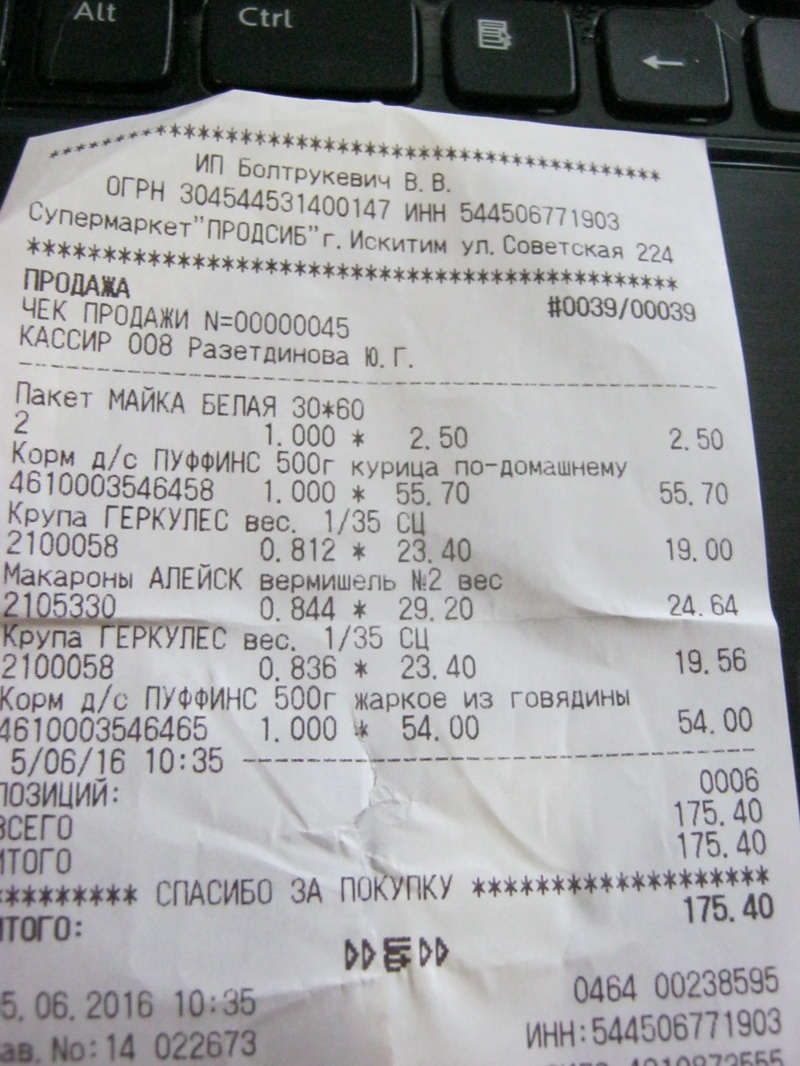 Alt
Ctrl
************************************************
ИП Болтрукевич В. В.
ОГРН 304544531400147 ИНН 544506771903
Супермаркет"ПРОДСИБ"г. Искитим ул. Советская 224
************************************************
ПРОДАЖА #0039/00039
ЧЕК ПРОДАЖИ N=00000045
КАССИР 008 Разетдинова Ю. Г.
Пакет МАЙКА БЕЛАЯ 30*60
2 1.000 * 2.50 2.50
Корм д/с ПУФФИНС 500г курица по-домашнему
4610003546458 1.000 * 55.70 55.70
Крупа ГЕРКУЛЕС вес. 1/35 СЦ
2100058 0.812 * 23.40 19.00
Макароны АЛЕЙСК вермишель №2 вес
2105330 0.844 * 29.20 24.64
Крупа ГЕРКУЛЕС вес. 1/35 СЦ
2100058 0.836 * 23.40 19.56
Корм д/с ПУФФИНС 500г жаркое из говядины
4610003546465 1.000 * 54.00 54.00
5/06/16 10:35
ПОЗИЦИЙ: 0006
ВСЕГО 175.40
ИТОГО 175.40
********* СПАСИБО ЗА ПОКУПКУ *******************
ИТОГО: 175.40
5.06.2016 10:35 0464 00238595
ав. No:14 022673 ИНН:544506771903